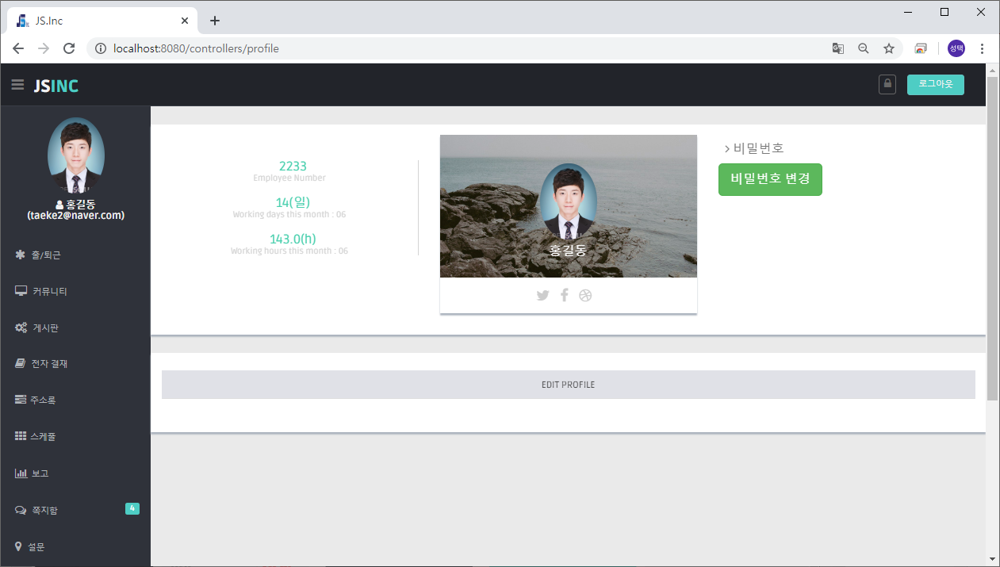 JS.Inc
localhost:8080/controllers/profile
성택
JSINC
로그아웃
홍길동
(taeke2@naver.com)
출/퇴근
커뮤니티
게시판
전자 결재
주소록
스케줄
보고
쪽지함
4
설문
2233
Employee Number
14(일)
Working days this month : 06
143.0(h)
Working hours this month : 06
홍길동
비밀번호
비밀번호 변경
EDIT PROFILE